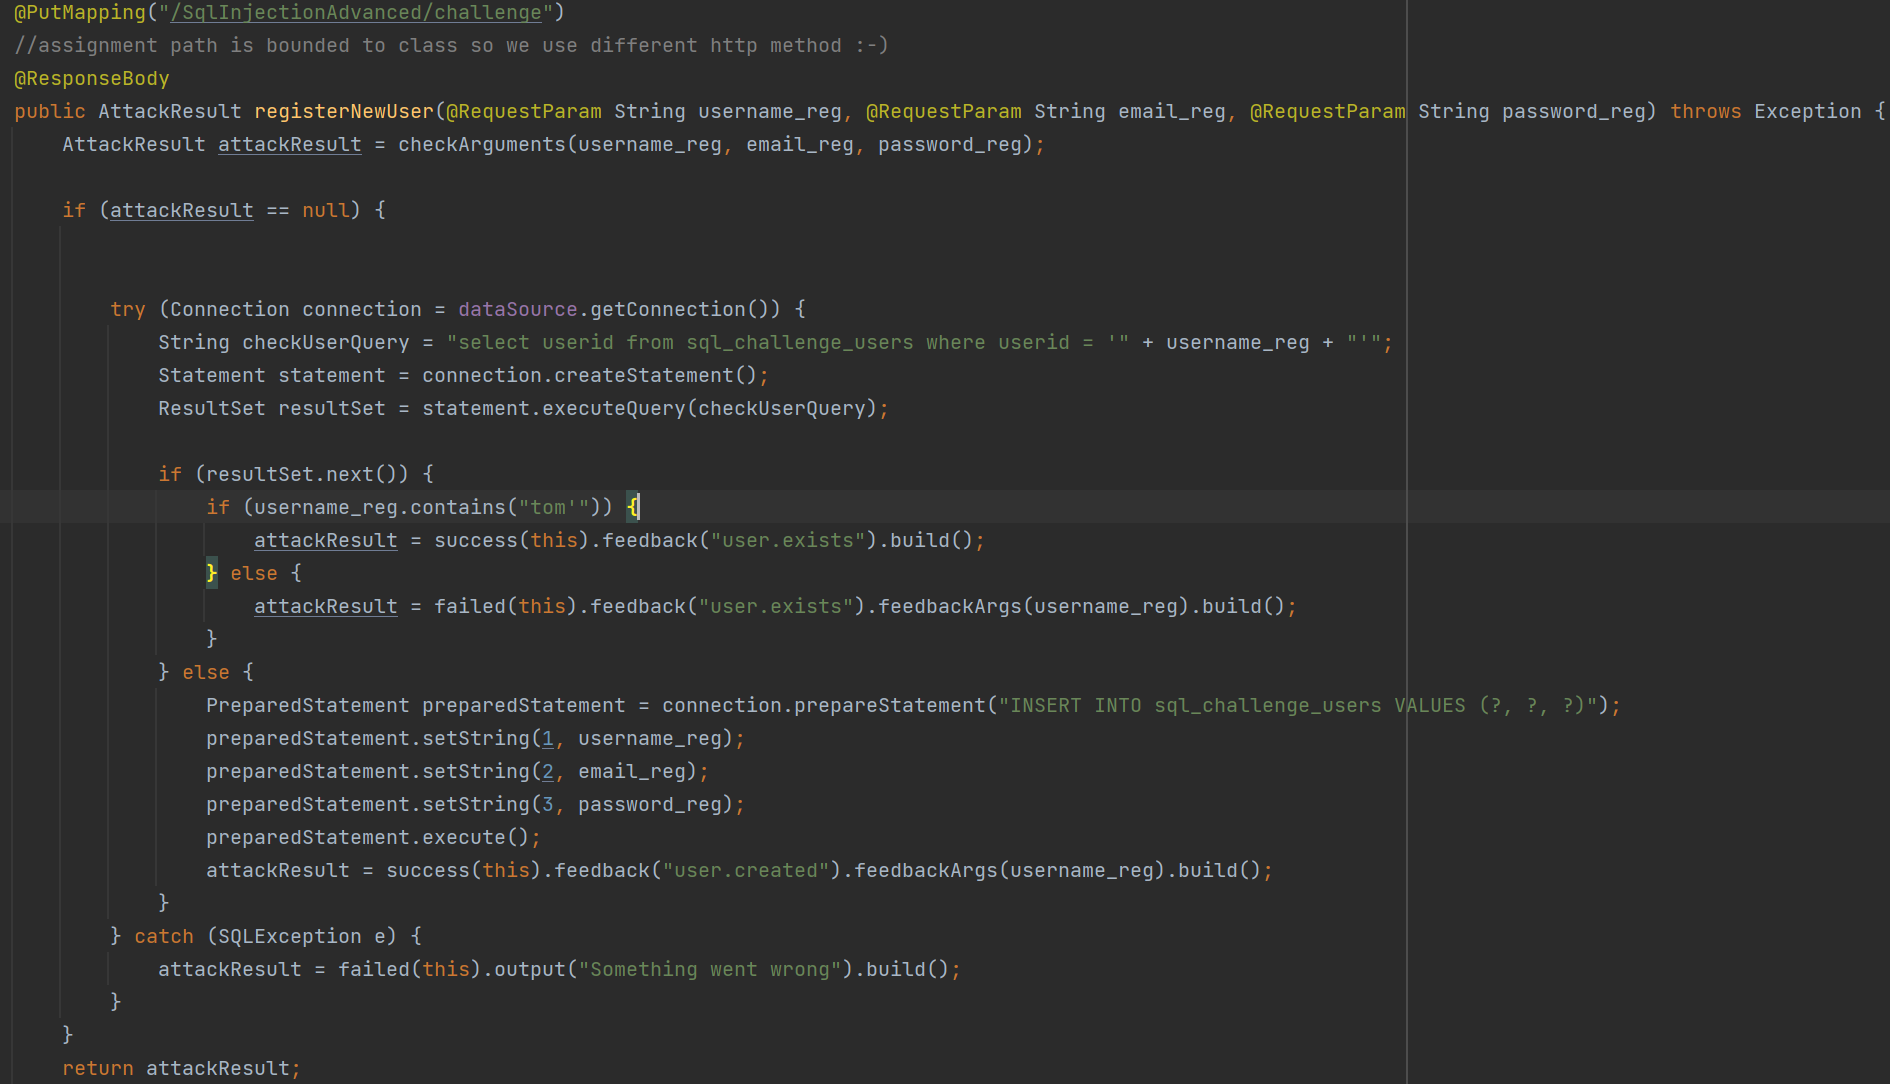 @PutMapping("/SqlInjectionAdvanced/challenge")
//assignment path is bounded to class so we use different http method :-)
@ResponseBody
public AttackResult registerNewUser(@RequestParam String username_reg, @RequestParam String email_reg, @RequestParam String password_reg) throws Exception {
    AttackResult attackResult = checkArguments(username_reg, email_reg, password_reg);
    if (attackResult == null) {
        try (Connection connection = dataSource.getConnection()) {
            String checkUserQuery = "select userid from sql_challenge_users where userid = '" + username_reg + "'";
            Statement statement = connection.createStatement();
            ResultSet resultSet = statement.executeQuery(checkUserQuery);
            if (resultSet.next()) {
                if (username_reg.contains("tom'")) {
                    attackResult = success(this).feedback("user.exists").build();
                } else {
                    attackResult = failed(this).feedback("user.exists").feedbackArgs(username_reg).build();
                }
            } else {
                PreparedStatement preparedStatement = connection.prepareStatement("INSERT INTO sql_challenge_users VALUES (?, ?, ?)");
                preparedStatement.setString(1, username_reg);
                preparedStatement.setString(2, email_reg);
                preparedStatement.setString(3, password_reg);
                preparedStatement.execute();
                attackResult = success(this).feedback("user.created").feedbackArgs(username_reg).build();
            }
        } catch (SQLException e) {
            attackResult = failed(this).output("Something went wrong").build();
        }
    }
    return attackResult;